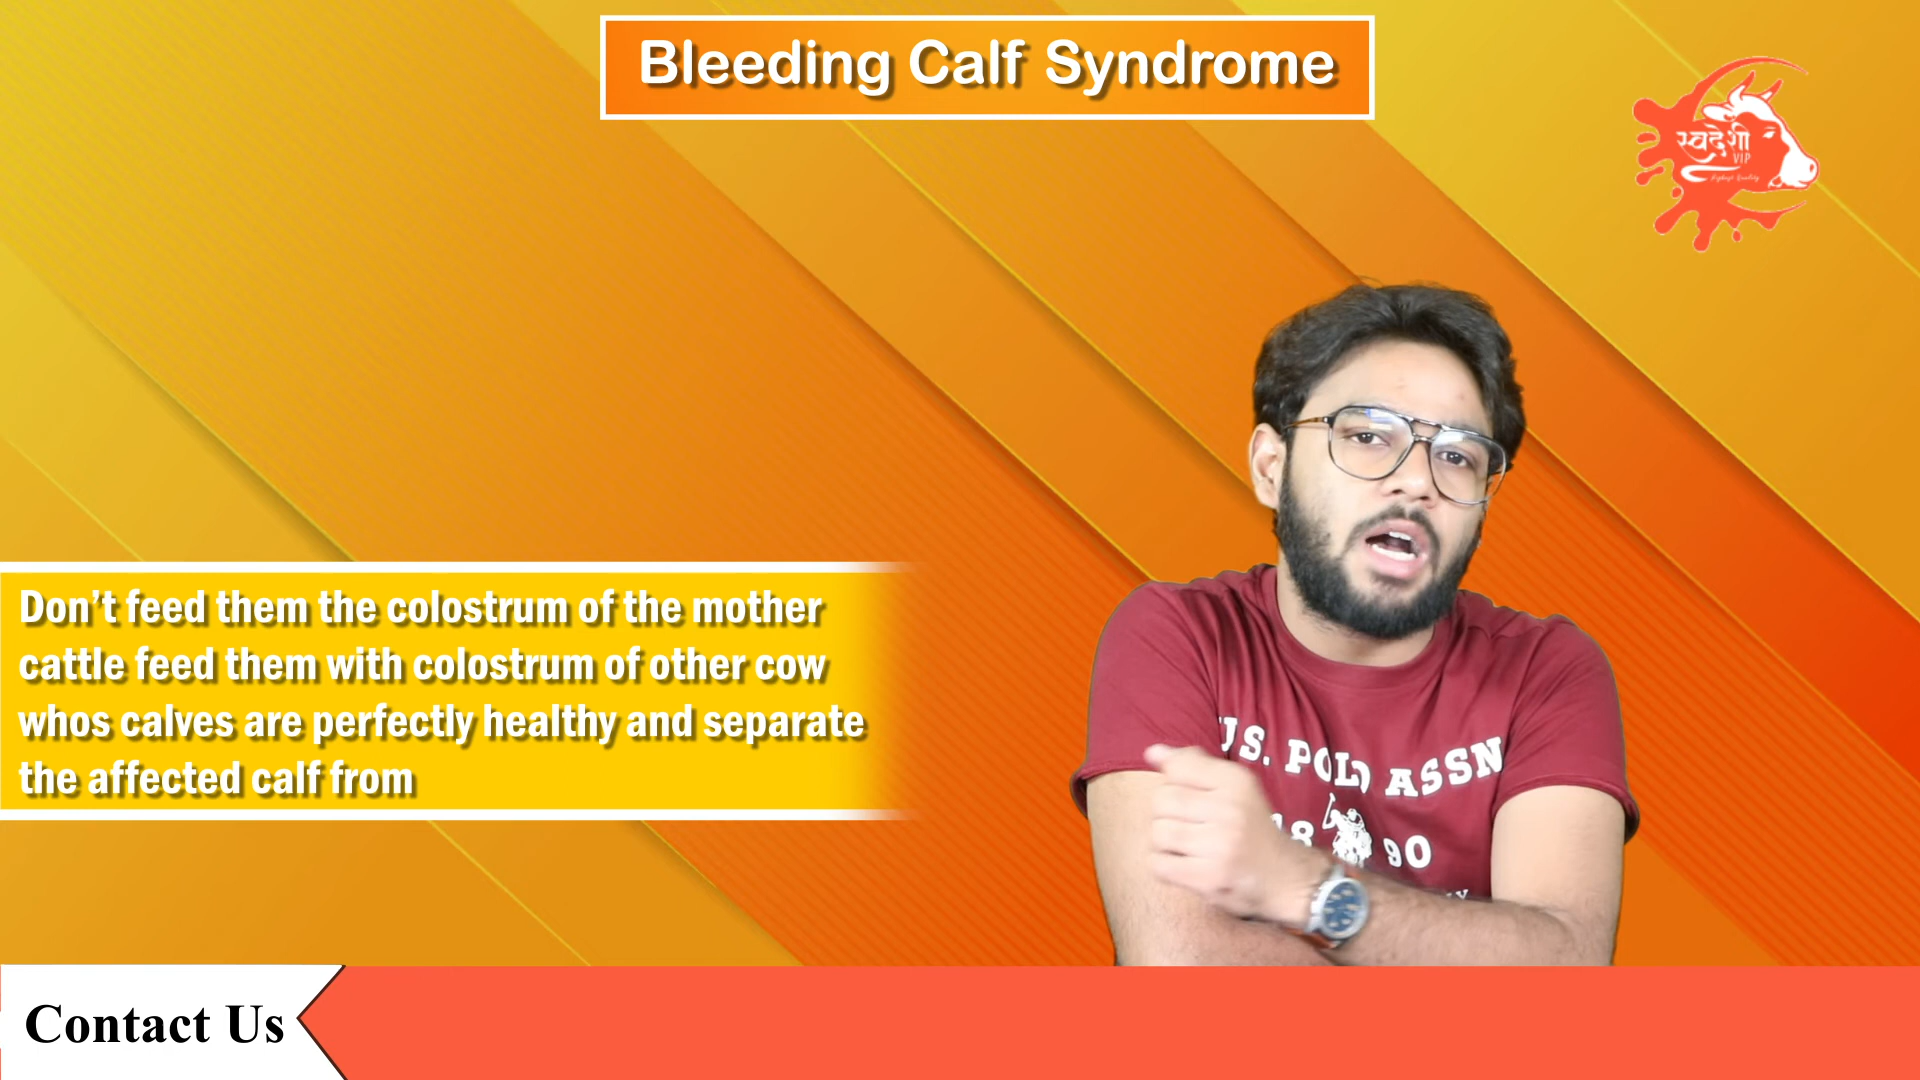 Bleeding Calf Syndrome
स्वदेशी
VIP
Don't feed them the colostrum of the mother
cattle feed them with colostrum of other cow
whos calves are perfectly healthy and separate
the affected calf from
U.S. POLO ASSN
18 90
Contact Us